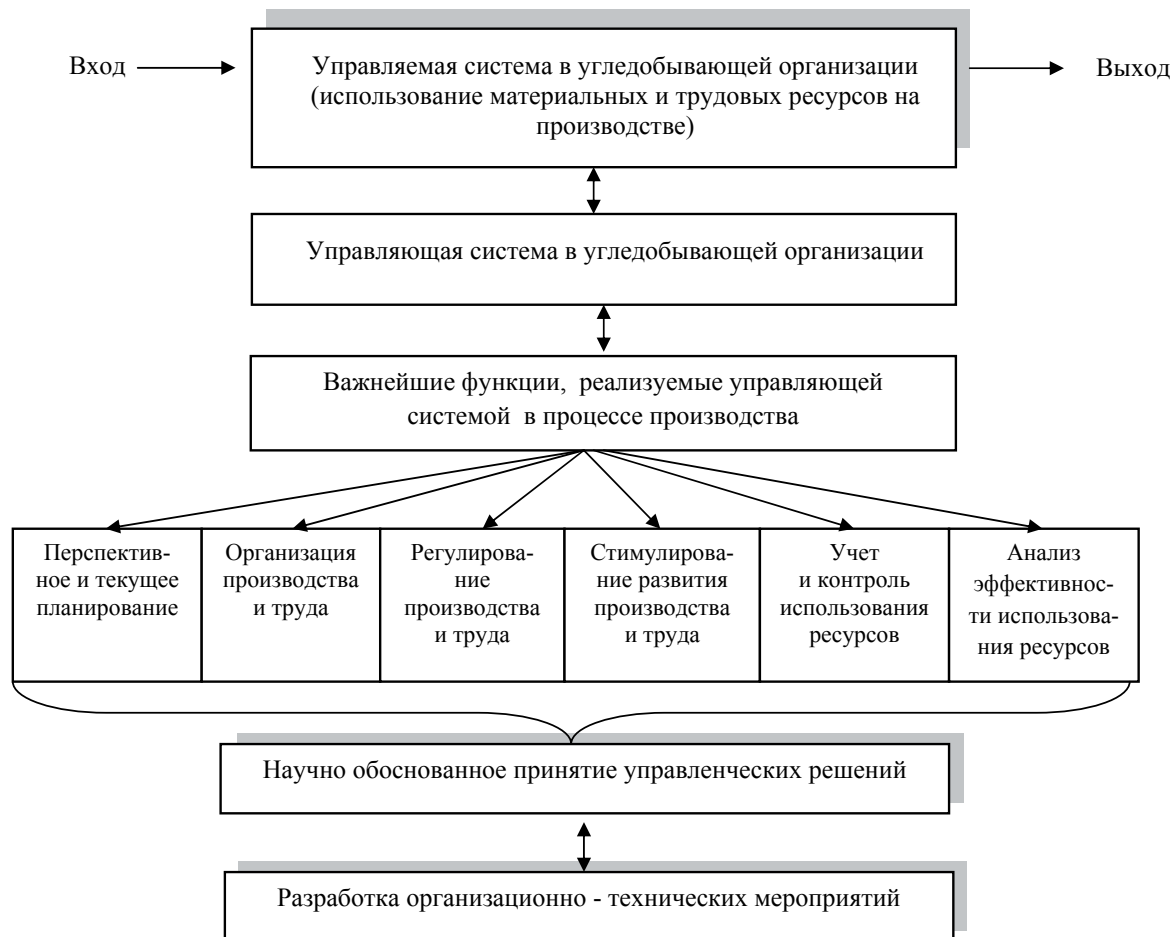 Вход
Управляемая система в угледобывающей организации
(использование материальных и трудовых ресурсов на
производстве)
Выход
Управляющая система в угледобывающей организации
Важнейшие функции, реализуемые управляющей
системой в процессе производства
Перспектив-
ное и текущее
планирование
Организация
производства
и труда
Регулирова-
ние
производства
и труда
Стимулирова-
ние развития
производства
и труда
Учет
и контроль
использования
ресурсов
Анализ
эффективнос-
ти использова-
ния ресурсов
Научно обоснованное принятие управленческих решений
Разработка организационно - технических мероприятий